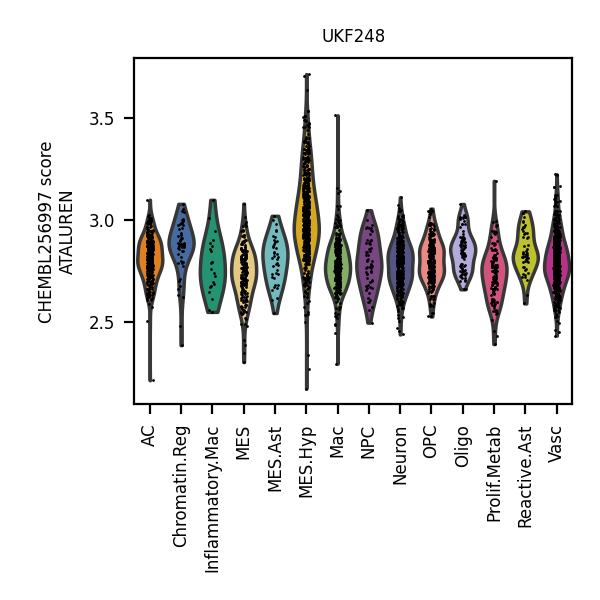 UKF248
CHEMBL256997 score
ATALUREN
3.5
3.0
2.5
AC
Chromatin.Reg
Inflammatory.Mac
MES
MES.Ast
MES.Hyp
Mac
NPC
Neuron
OPC
Oligo
Prolif.Metab
Reactive.Ast
Vasc